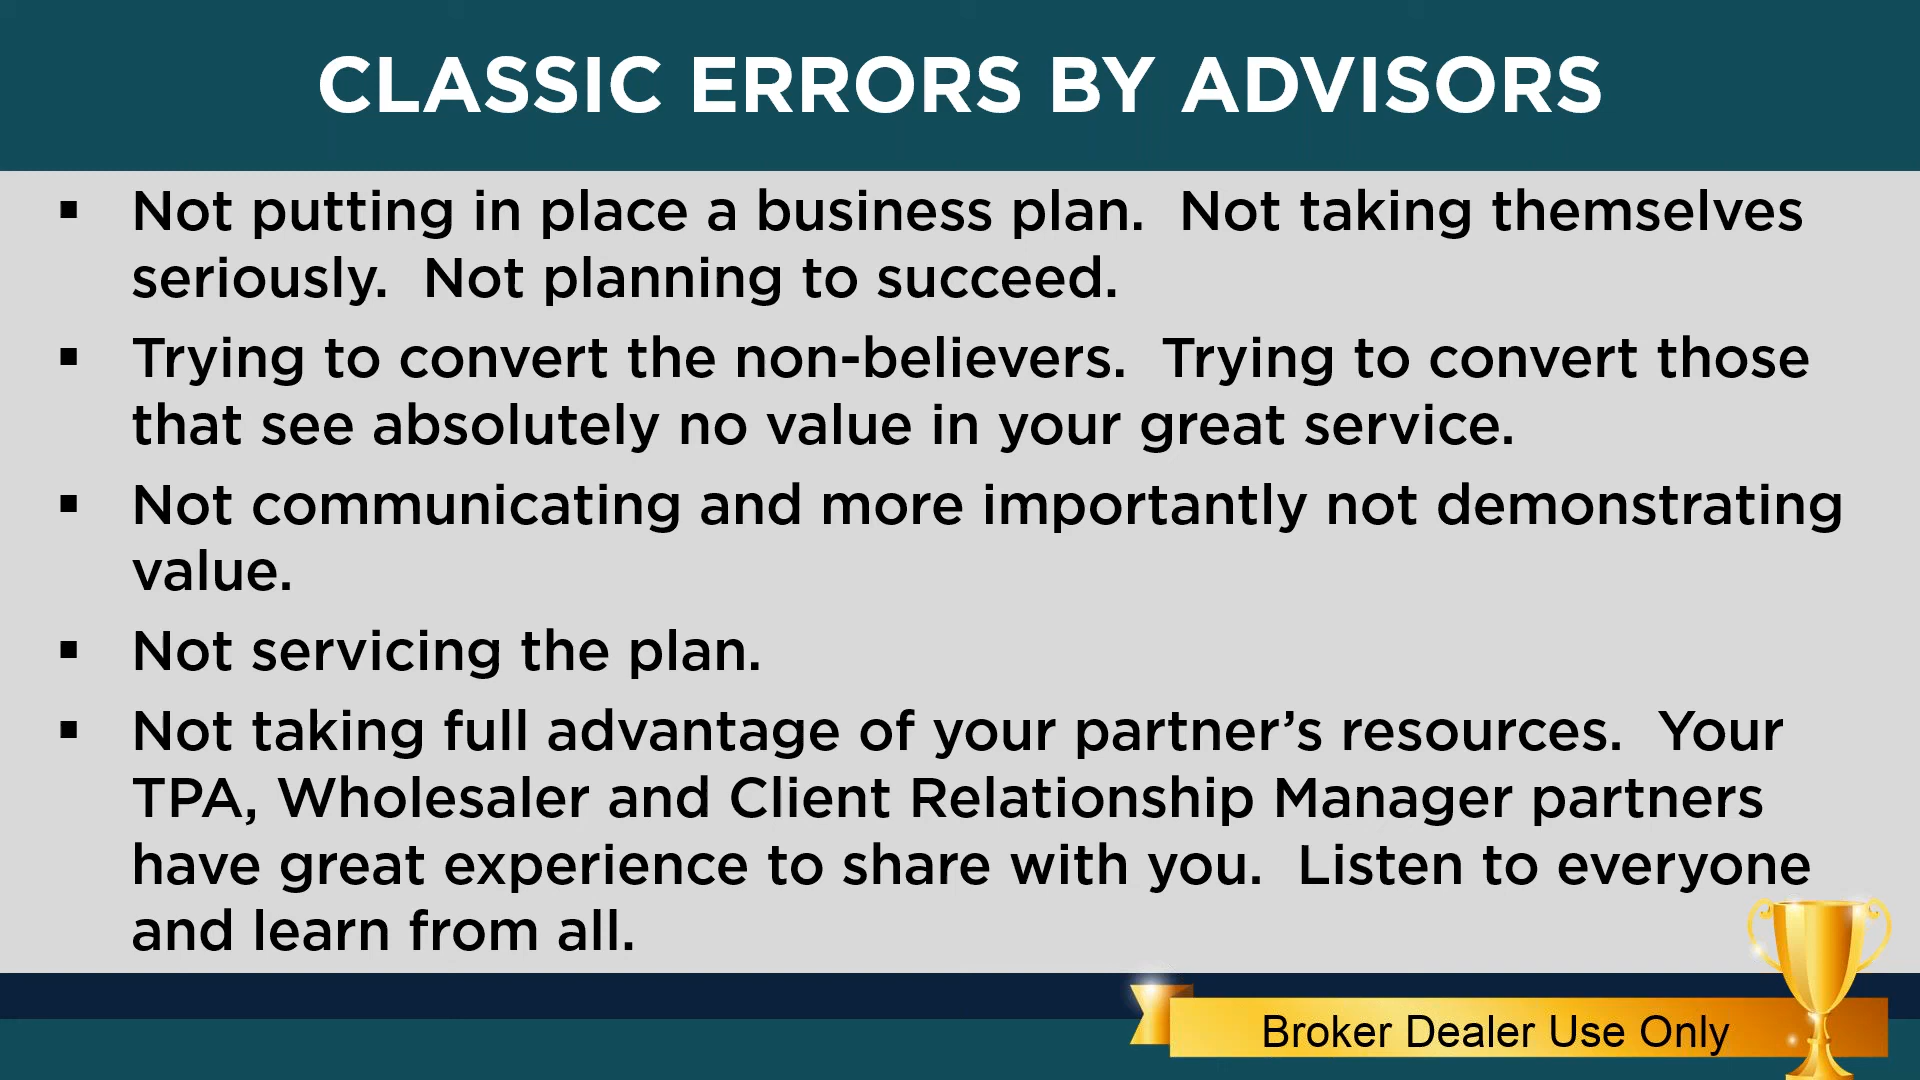 CLASSIC ERRORS BY ADVISORS
▪ Not putting in place a business plan.  Not taking themselves
seriously.  Not planning to succeed.
▪ Trying to convert the non-believers.  Trying to convert those
that see absolutely no value in your great service.
▪ Not communicating and more importantly not demonstrating
value.
▪ Not servicing the plan.
▪ Not taking full advantage of your partner’s resources.  Your
TPA, Wholesaler and Client Relationship Manager partners
have great experience to share with you.  Listen to everyone
and learn from all.
Broker Dealer Use Only